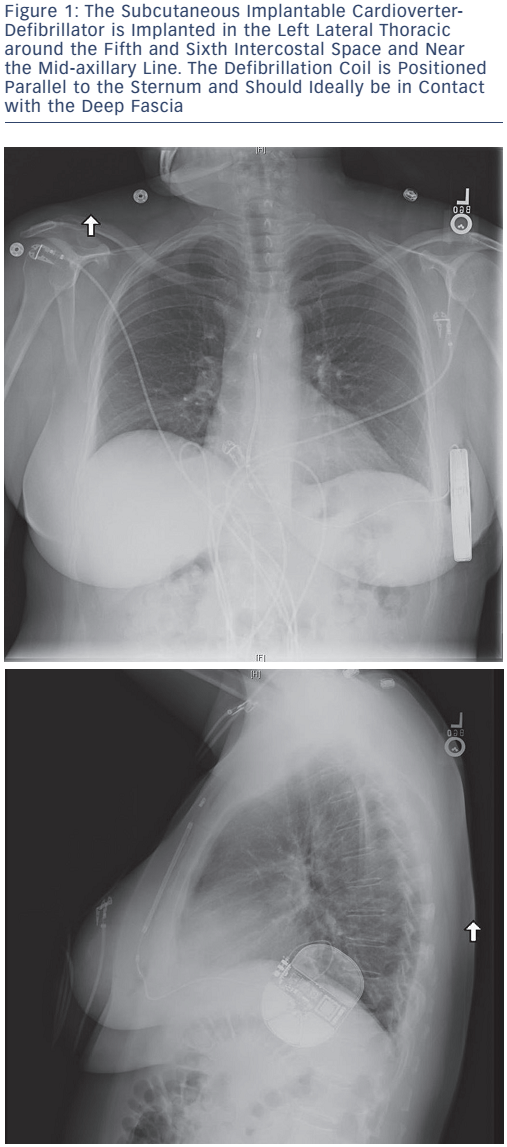 Figure 1: The Subcutaneous Implantable Cardioverter-
Defibrillator is Implanted in the Left Lateral Thoracic
around the Fifth and Sixth Intercostal Space and Near
the Mid-axillary Line. The Defibrillation Coil is Positioned
Parallel to the Sternum and Should Ideally be in Contact
with the Deep Fascia
[H]
L
[F]
[H]
L